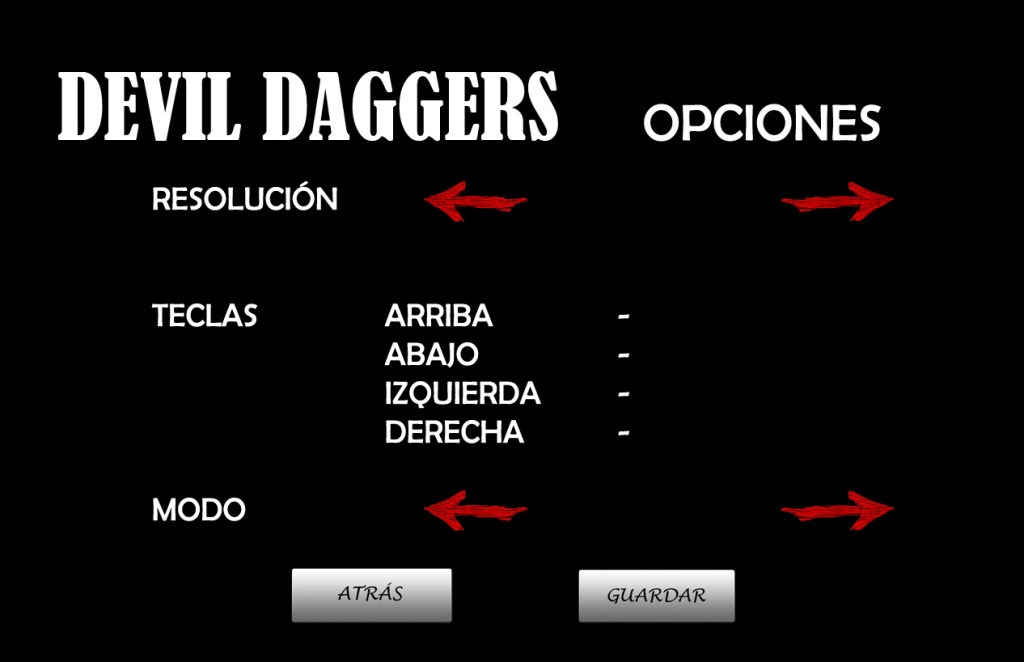 DEVIL DAGGERS OPCIONES
RESOLUCIÓN
TECLAS ARRIBA -
ABAJO -
IZQUIERDA -
DERECHA -
MODO
ATRÁS GUARDAR